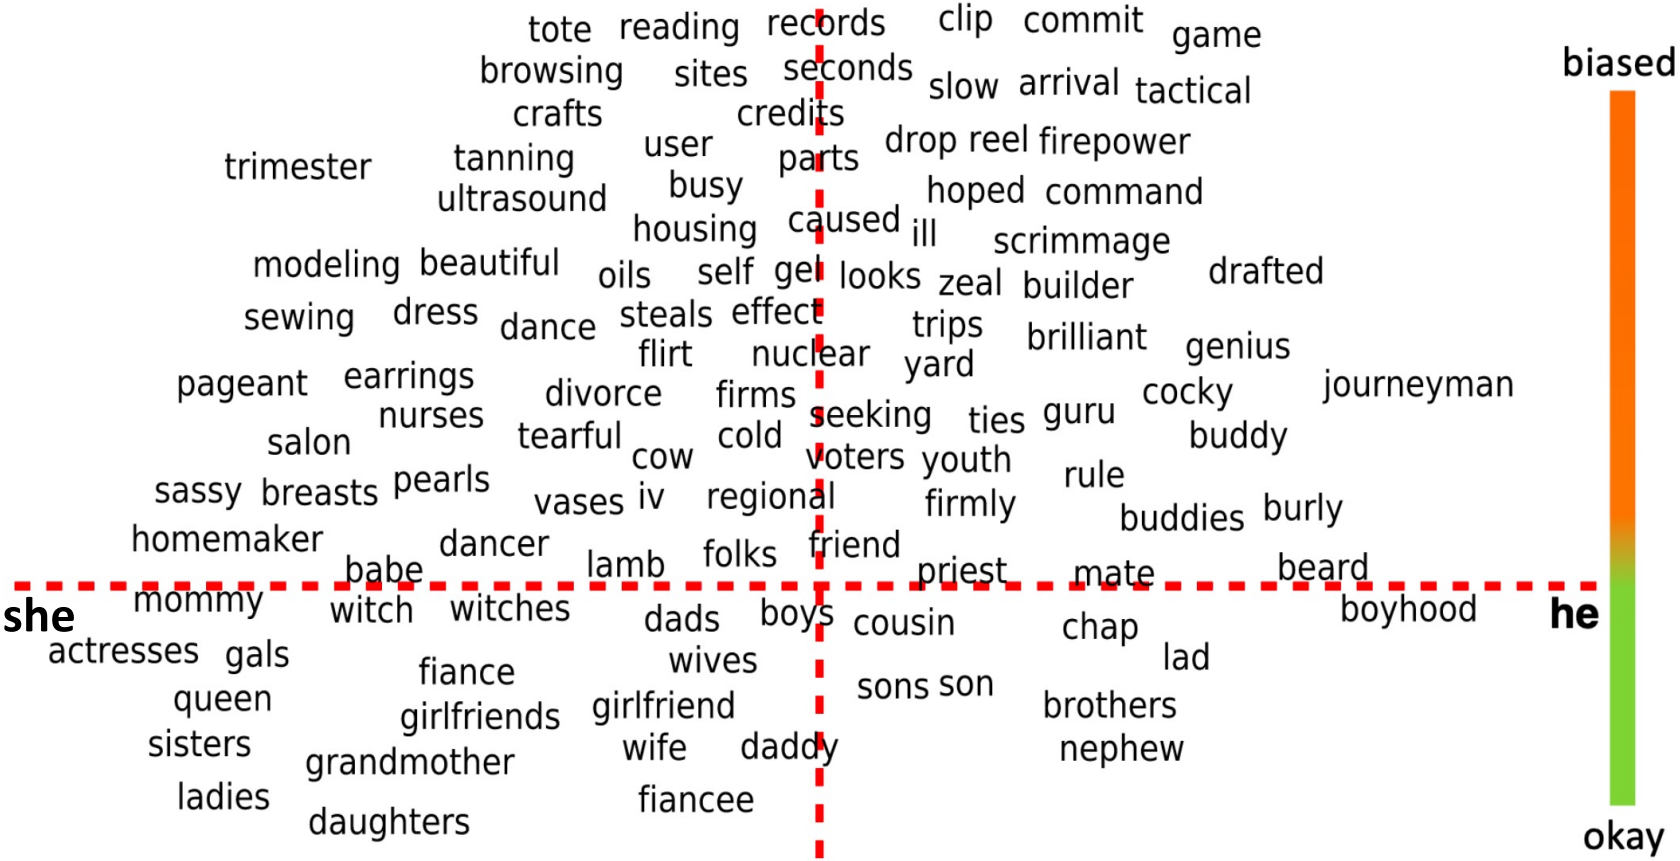 tote reading records clip commit game
biased
browsing sites seconds slow arrival tactical
crafts credits
user drop reel firepower
trimester tanning parts
ultrasound busy hoped command
housing caused ill scrimmage
modeling beautiful oils self gel looks zeal builder drafted
sewing dress dance steals effect trips brilliant genius
flirt nuclear yard
pageant earrings divorce firms cocky journeyman
nurses seeking ties guru
salon tearful cold buddy
cow voters youth rule
sassy breasts pearls vases iv regional firmly buddies burly
homemaker dancer lamb folks friend
babe priest mate beard
she mommy witch witches dads boys cousin chap boyhood he
actresses gals fiance wives lad
queen girlfriends girlfriend sons son brothers
sisters grandmother wife daddy nephew
ladies daughters fiancee
okay